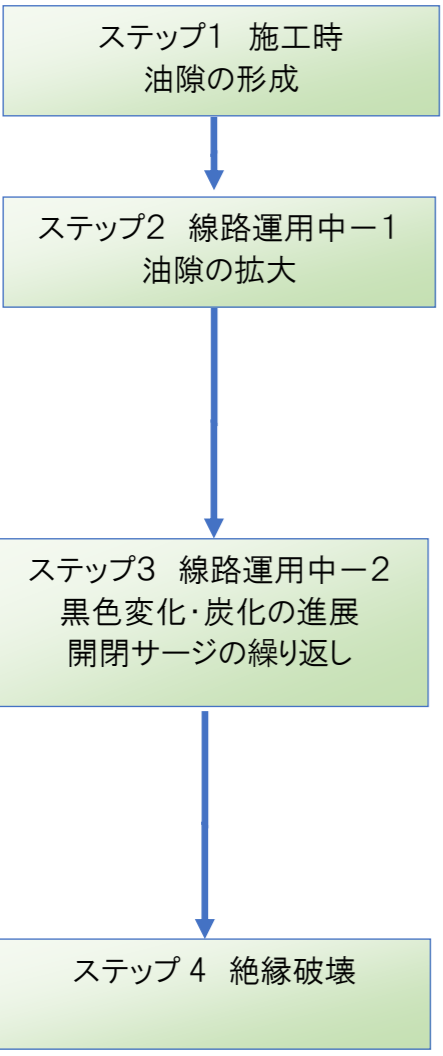 ステップ1　施工時
油隙の形成
ステップ2　線路運用中－1
油隙の拡大
ステップ3　線路運用中－2
黒色変化・炭化の進展
開閉サージの繰り返し
ステップ 4　絶縁破壊